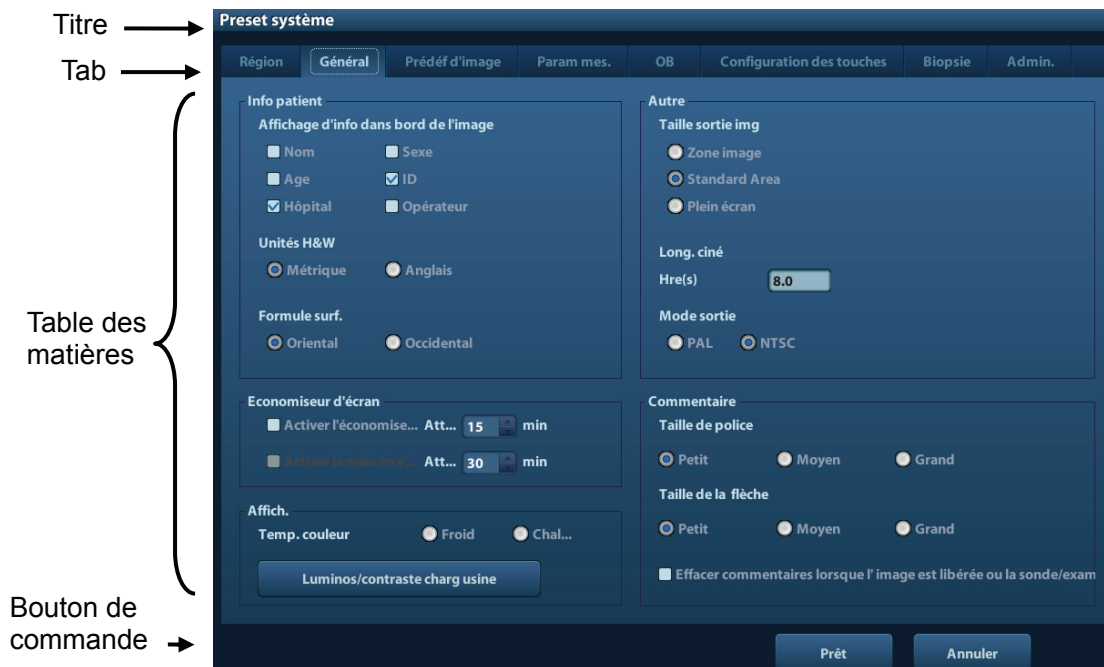 Titre
Preset système
Tab
Région Général Prédéf d'image Param mes. OB Configuration des touches Biopsie Admin.
Table des
matières
Info patient
Affichage d'info dans bord de l'image
Nom Sexe
Age ID
Hôpital Opérateur
Unités H&W
Métrique Anglais
Formule surf.
Oriental Occidental
Autre
Taille sortie img
Zone image
Standard Area
Plein écran
Long. ciné
Hre(s) 8.0
Mode sortie
PAL NTSC
Economiseur d'écran
Activer l'économise... Att... 15 min
Activer la mise en v... Att... 30 min
Affich.
Temp. couleur Froid Chal...
Luminos/contraste charg usine
Commentaire
Taille de police
Petit Moyen Grand
Taille de la flèche
Petit Moyen Grand
Effacer commentaires lorsque l'image est libérée ou la sonde/exam
Bouton de
commande
Prêt Annuler